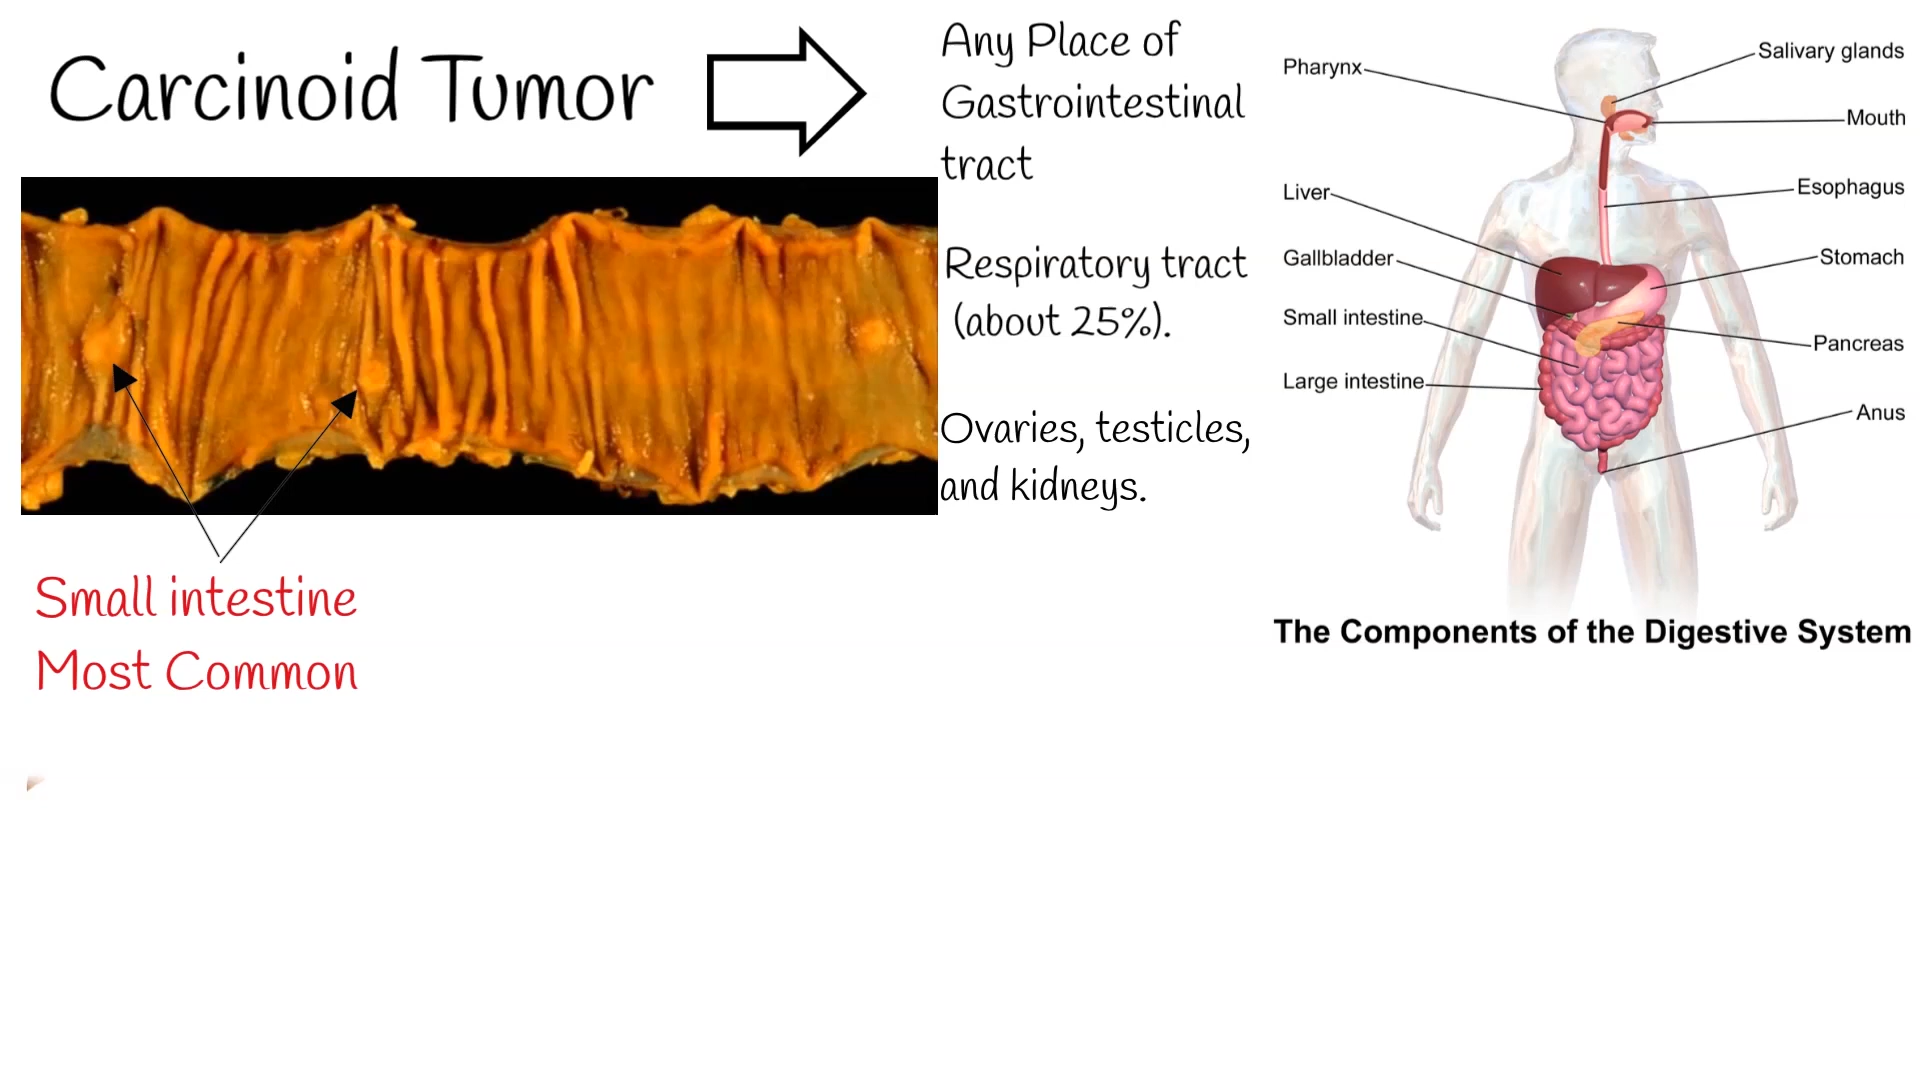 Carcinoid Tumor
Any Place of
Gastrointestinal
tract
Respiratory tract
(about 25%).
Ovaries, testicles,
and kidneys.
Small intestine
Most Common
Pharynx
Salivary glands
Mouth
Liver
Esophagus
Gallbladder
Stomach
Small intestine
Pancreas
Large intestine
Anus
The Components of the Digestive System